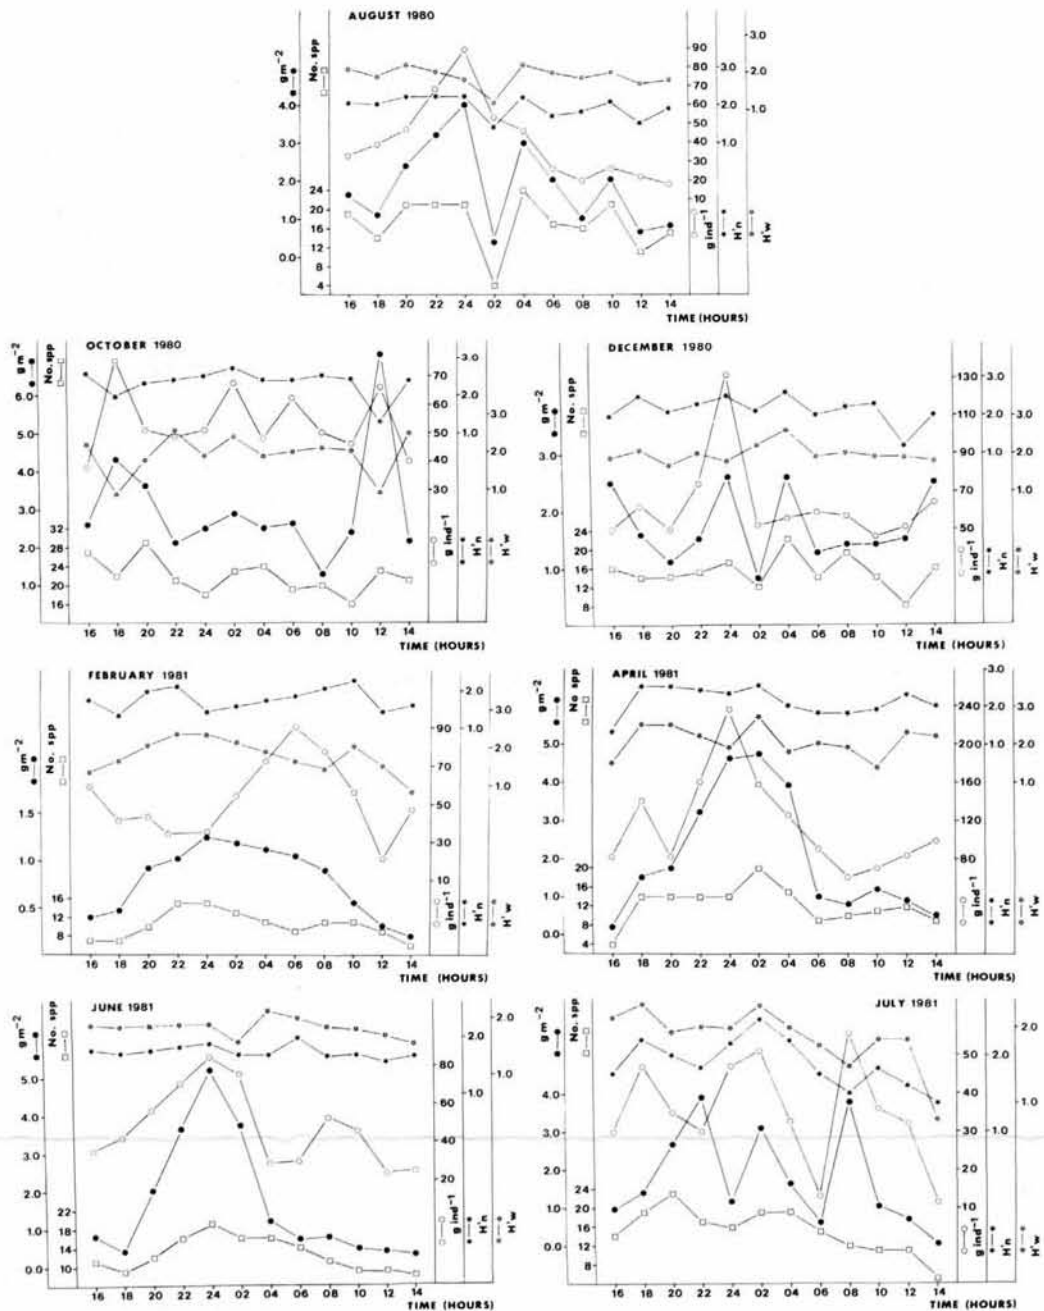 AUGUST 1980
g m-2
No. spp
4.0
3.0
2.0
1.0
0.0
24
20
16
12
8
4
90
80
70
60
50
40
30
20
10
3.0
2.0
1.0
3.0
2.0
1.0
g ind-1
H'n
H'w
16 18 20 22 24 02 04 06 08 10 12 14
TIME (HOURS)
OCTOBER 1980
g m-2
No. spp
6.0
5.0
4.0
3.0
2.0
1.0
32
28
24
20
16
70
60
50
40
30
3.0
2.0
1.0
3.0
2.0
1.0
g ind-1
H'n
H'w
16 18 20 22 24 02 04 06 08 10 12 14
TIME (HOURS)
DECEMBER 1980
g m-2
No. spp
3.0
2.0
1.0
24
20
16
12
8
130
110
90
70
50
3.0
2.0
1.0
3.0
2.0
1.0
g ind-1
H'n
H'w
16 18 20 22 24 02 04 06 08 10 12 14
TIME (HOURS)
FEBRUARY 1981
g m-2
No. spp
1.5
1.0
0.5
16
12
8
90
70
50
30
10
2.0
1.0
3.0
2.0
1.0
g ind-1
H'n
H'w
16 18 20 22 24 02 04 06 08 10 12 14
TIME (HOURS)
APRIL 1981
g m-2
No spp
5.0
4.0
3.0
2.0
1.0
0.0
20
16
12
8
4
240
200
160
120
80
2.0
1.0
3.0
2.0
1.0
g ind-1
H'n
H'w
16 18 20 22 24 02 04 06 08 10 12 14
TIME (HOURS)
JUNE 1981
g m-2
No. spp
5.0
4.0
3.0
2.0
1.0
0.0
22
18
14
10
80
60
40
20
2.0
1.0
2.0
1.0
g ind-1
H'n
H'w
16 18 20 22 24 02 04 06 08 10 12 14
TIME (HOURS)
JULY 1981
g m-2
No. spp
5.0
4.0
3.0
2.0
1.0
0.0
24
20
16
12
8
50
40
30
20
10
2.0
1.0
2.0
1.0
g ind-1
H'n
H'w
16 18 20 22 24 02 04 06 08 10 12 14
TIME (HOURS)